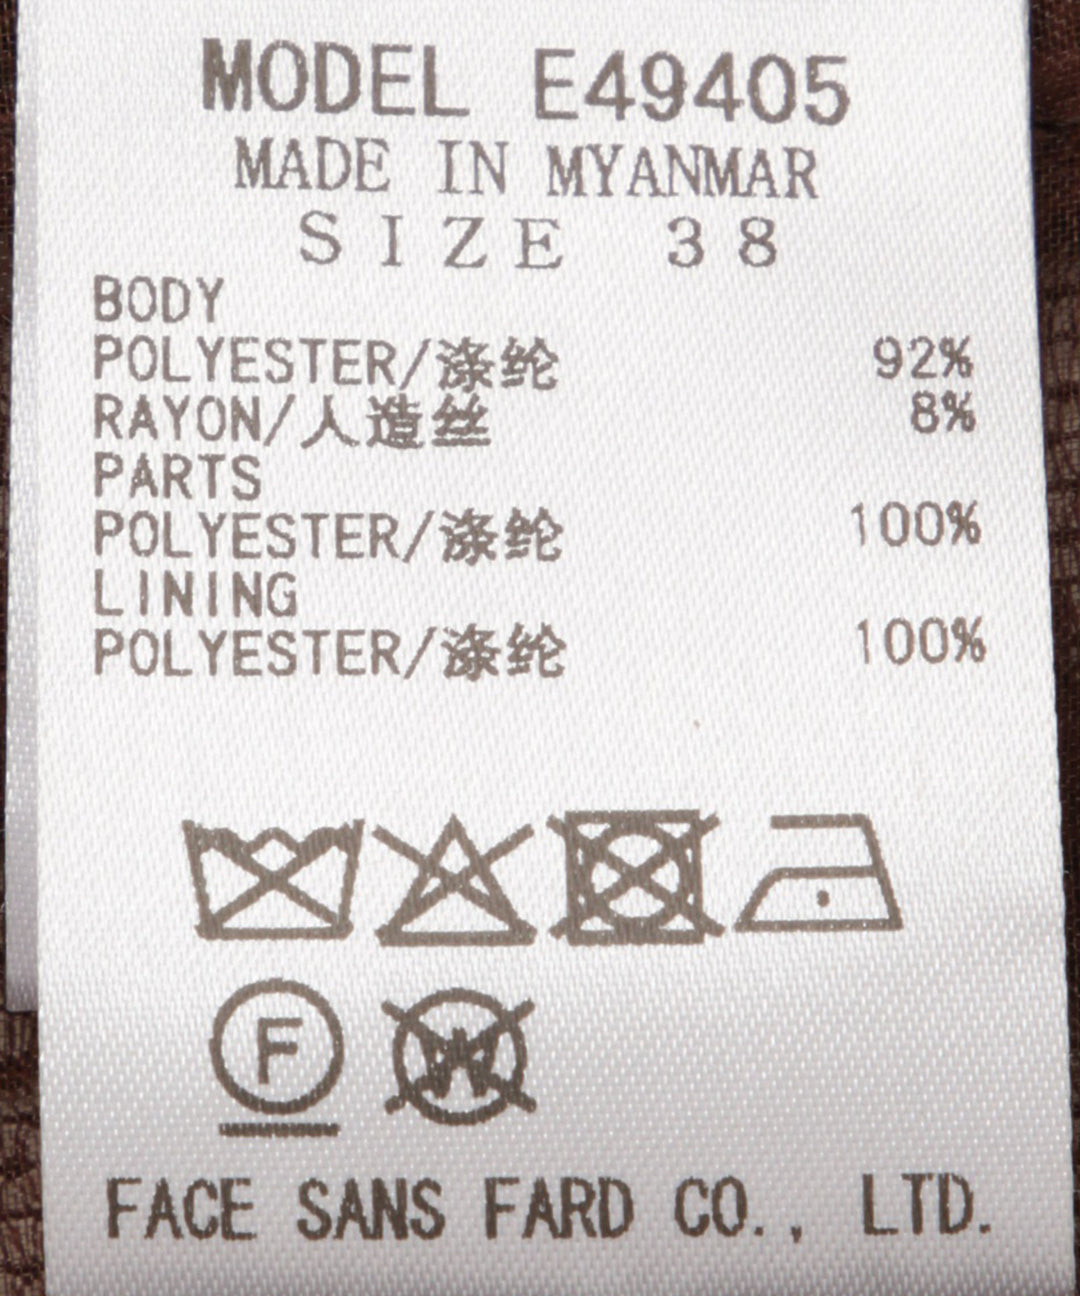 MODEL E49405
MADE IN MYANMAR
SIZE 38
BODY
POLYESTER/涤纶 92%
RAYON/人造丝 8%
PARTS
POLYESTER/涤纶 100%
LINING
POLYESTER/涤纶 100%
F W
FACE SANS FARD CO., LTD.